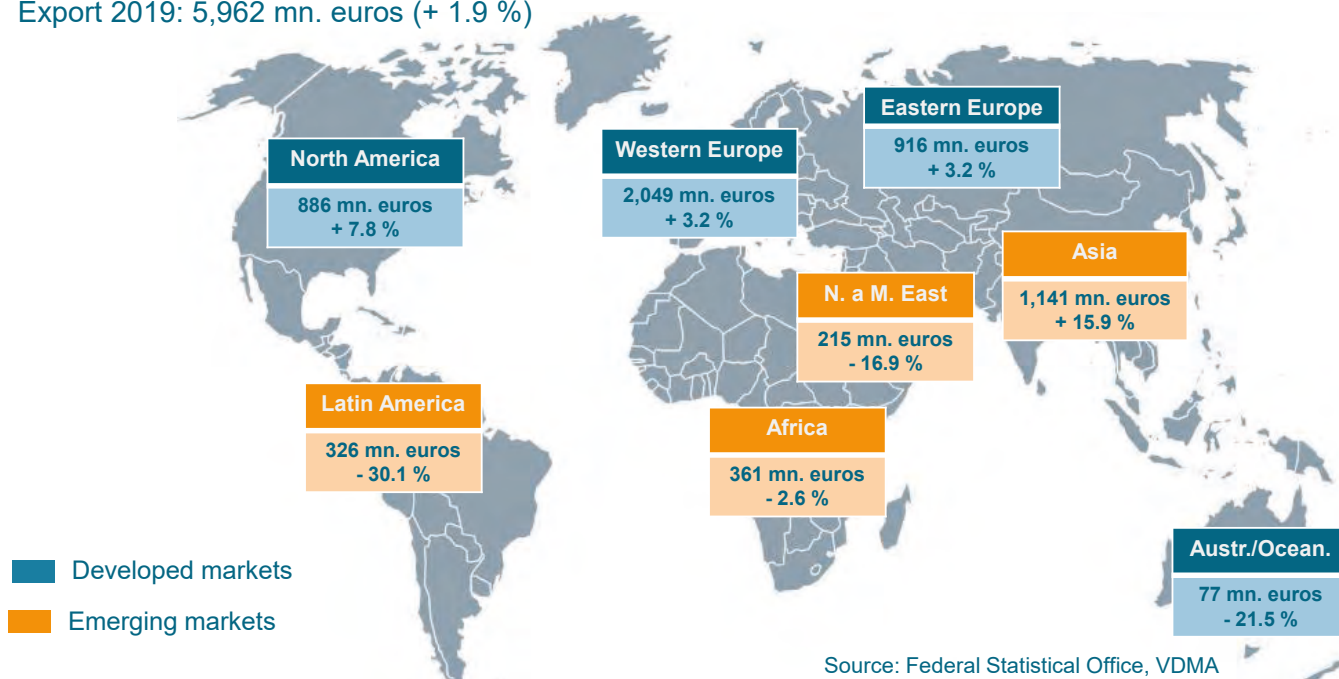 Export 2019: 5,962 mn. euros (+ 1.9 %)
Eastern Europe
916 mn. euros
+ 3.2 %
Western Europe
2,049 mn. euros
+ 3.2 %
North America
886 mn. euros
+ 7.8 %
Asia
1,141 mn. euros
+ 15.9 %
N. a M. East
215 mn. euros
- 16.9 %
Latin America
326 mn. euros
- 30.1 %
Africa
361 mn. euros
- 2.6 %
Austr./Ocean.
77 mn. euros
- 21.5 %
Developed markets
Emerging markets
Source: Federal Statistical Office, VDMA